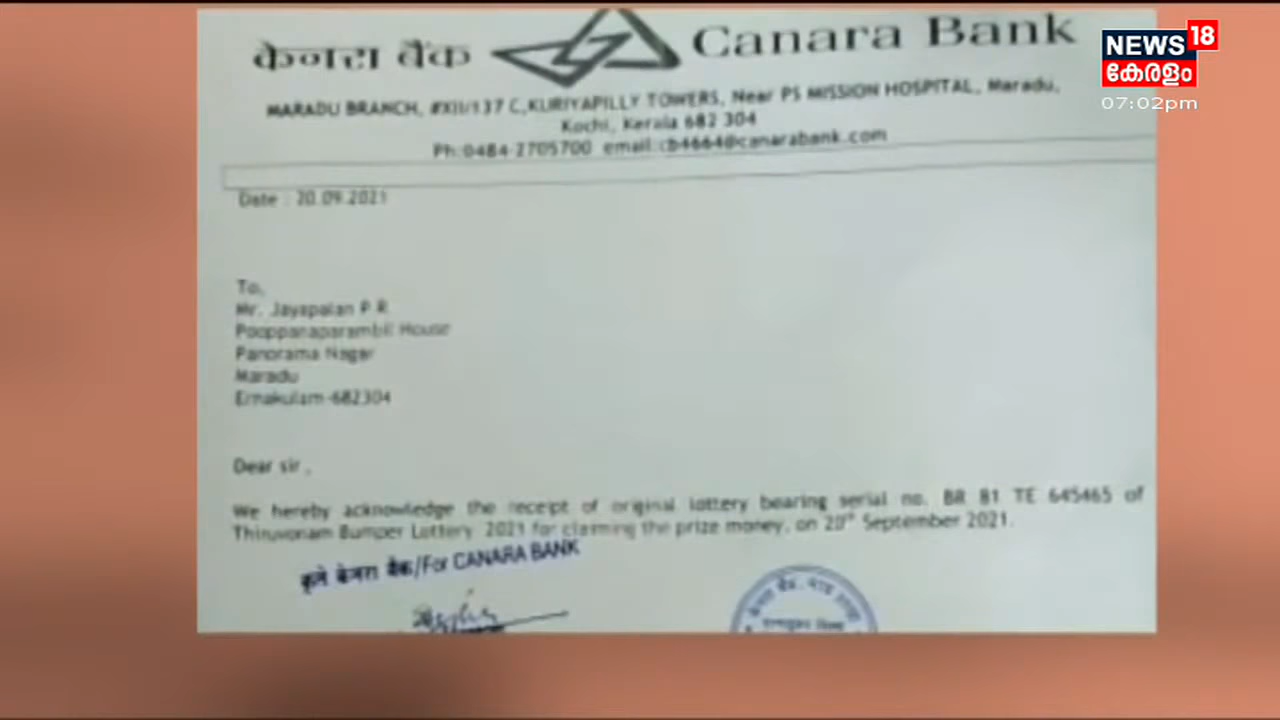 केनरा बैंक Canara Bank
MARADU BRANCH, #XII/137 C,KURIYAPILLY TOWERS, Near PS MISSION HOSPITAL, Maradu,
Kochi, Kerala 682 304
Ph:0484-2705700 email:cb4664@canarabank.com
Date : 20.09.2021
To,
Mr. Jayapalan P R
Pooppanaparambil House
Panorama Nagar
Maradu
Ernakulam-682304
Dear sir,
We hereby acknowledge the receipt of original lottery bearing serial no. BR 81 TE 645465 of
Thiruvonam Bumper Lottery 2021 for claiming the prize money, on 20th September 2021.
कृते केनरा बैंक/For CANARA BANK
NEWS 18
കേരളം
07:02pm